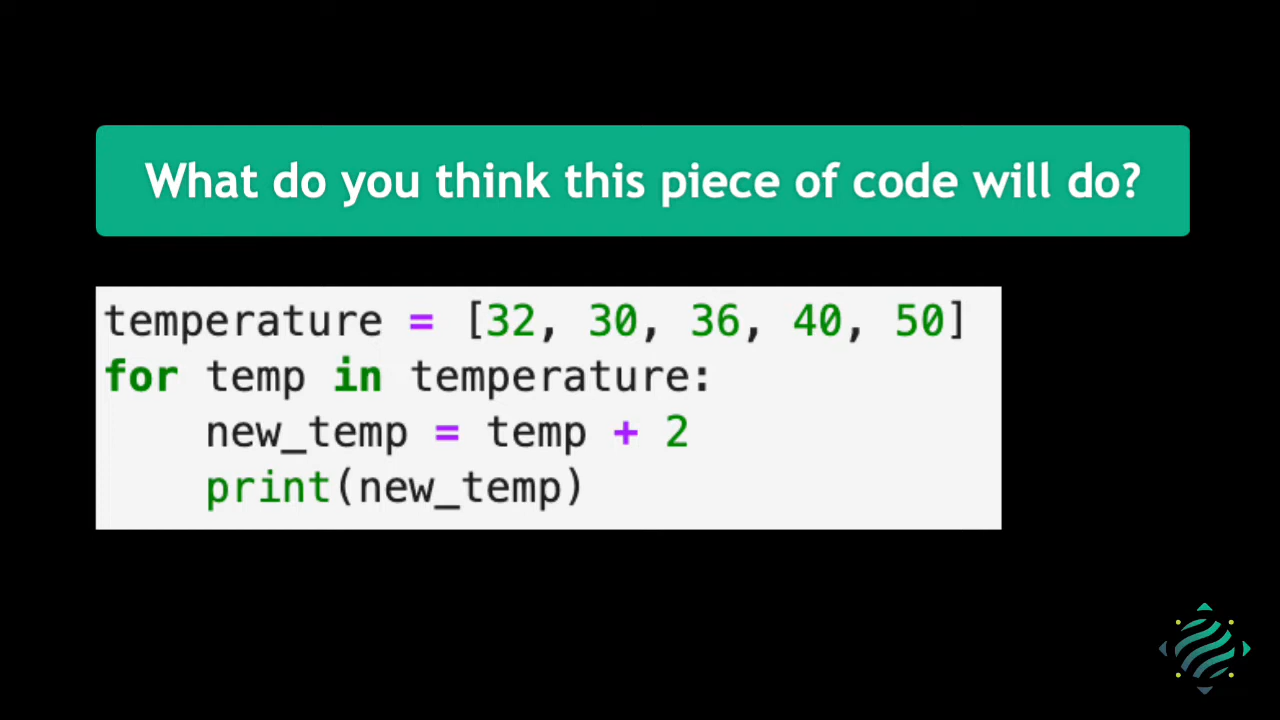 What do you think this piece of code will do?
temperature = [32, 30, 36, 40, 50]
for temp in temperature:
    new_temp = temp + 2
    print(new_temp)